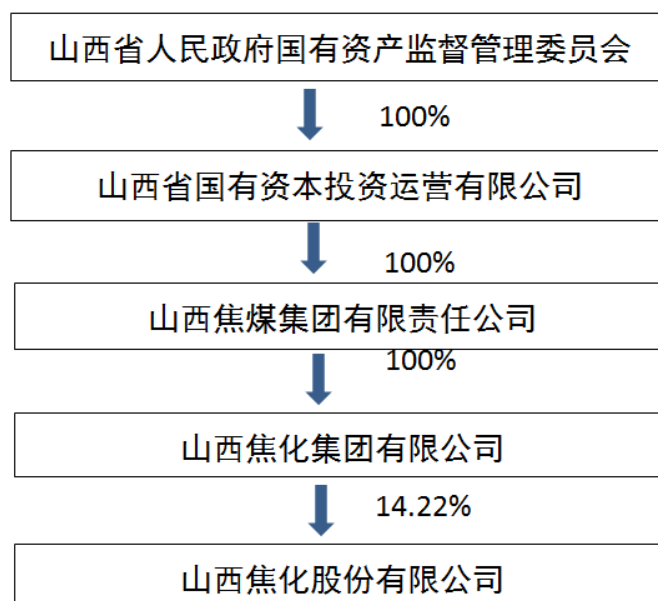 山西省人民政府国有资产监督管理委员会
100%
山西省国有资本投资运营有限公司
100%
山西焦煤集团有限责任公司
100%
山西焦化集团有限公司
14.22%
山西焦化股份有限公司